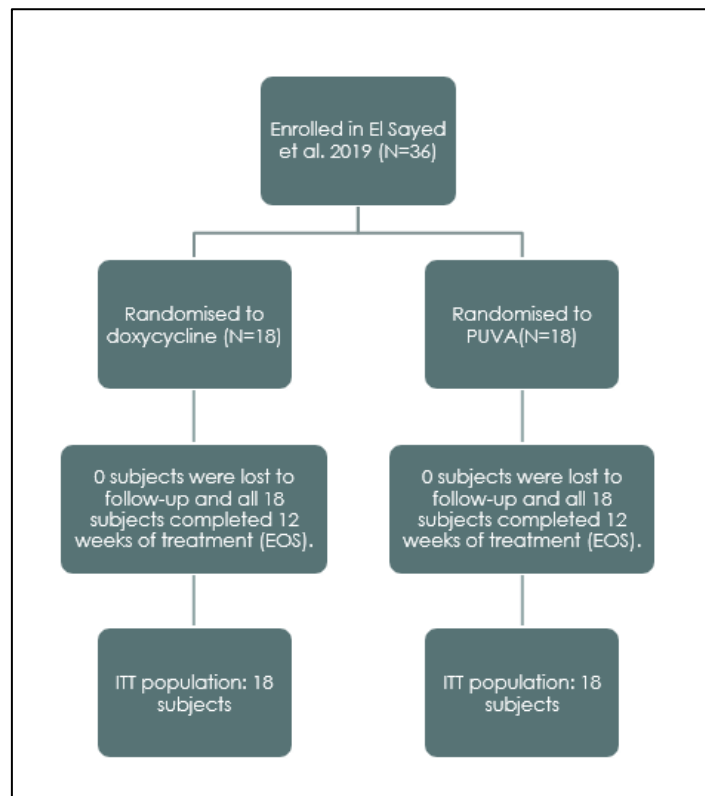 Enrolled in El Sayed
et al. 2019 (N=36)
Randomised to
doxycycline (N=18)
Randomised to
PUVA(N=18)
0 subjects were lost to
follow-up and all 18
subjects completed 12
weeks of treatment (EOS).
0 subjects were lost to
follow-up and all 18
subjects completed 12
weeks of treatment (EOS).
ITT population: 18
subjects
ITT population: 18
subjects